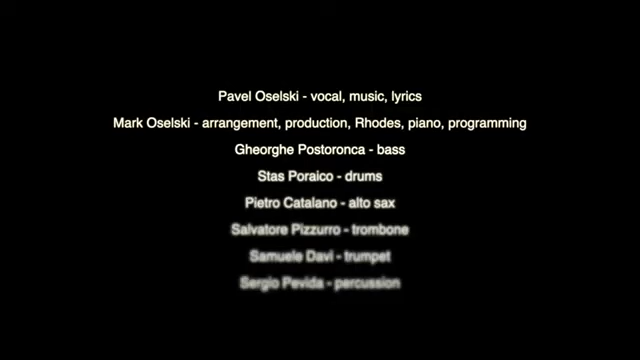 Pavel Oselski - vocal, music, lyrics
Mark Oselski - arrangement, production, Rhodes, piano, programming
Gheorghe Postoronca - bass
Stas Poraico - drums
Pietro Catalano - alto sax
Salvatore Pizzurro - trombone
Samuele Davi - trumpet
Sergio Pevida - percussion